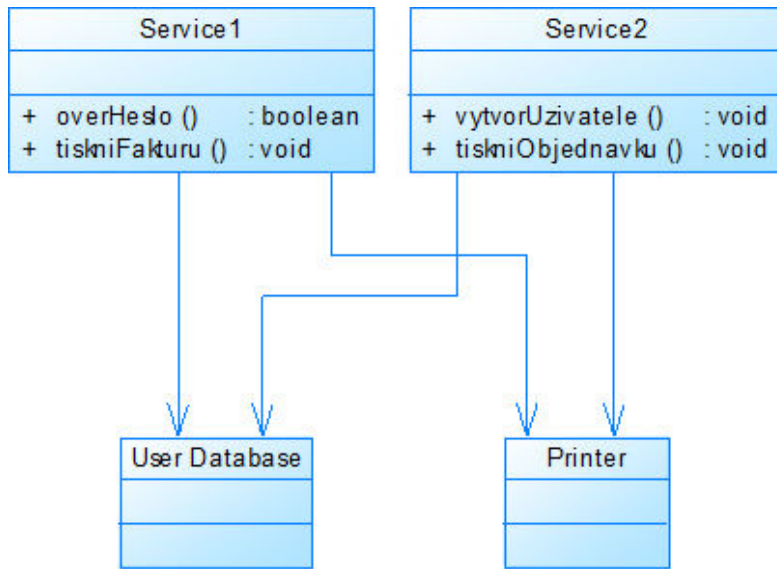 Service1
+ overHeslo () : boolean
+ tiskniFakturu () : void
Service2
+ vytvorUzivatele () : void
+ tiskniObjednavku () : void
User Database
Printer